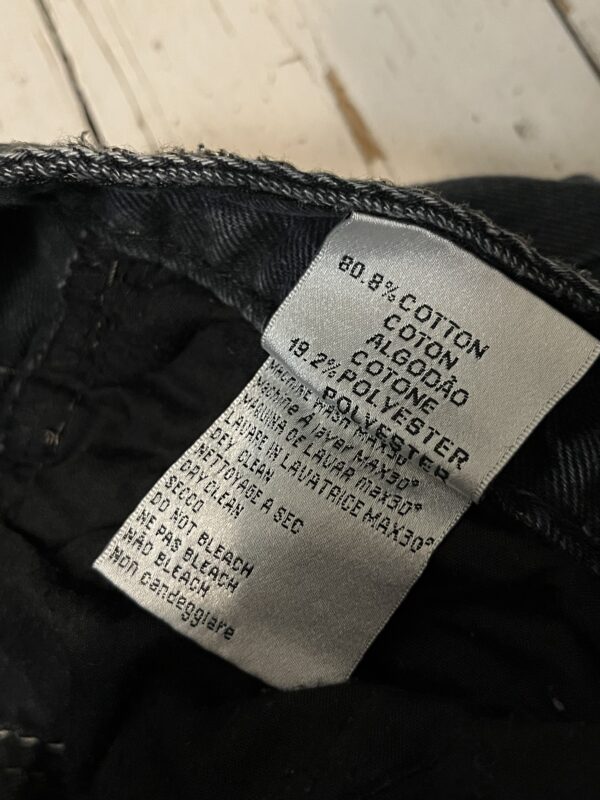 80.8% COTTON
COTON
ALGODÃO
COTONE
19.2% POLYESTER
POLYESTER
Machine wash MAX30°
Machine à laver MAX30°
MAQUINA DE LAVAR max30°
LAVARE IN LAVATRICE MAX30°
DEY CLEAN
NETTOYAGE A SEC
DRY CLEAN
SECCO
DO NOT BLEACH
NE PAS BLEACH
NÃO BLEACH
Non candeggiare